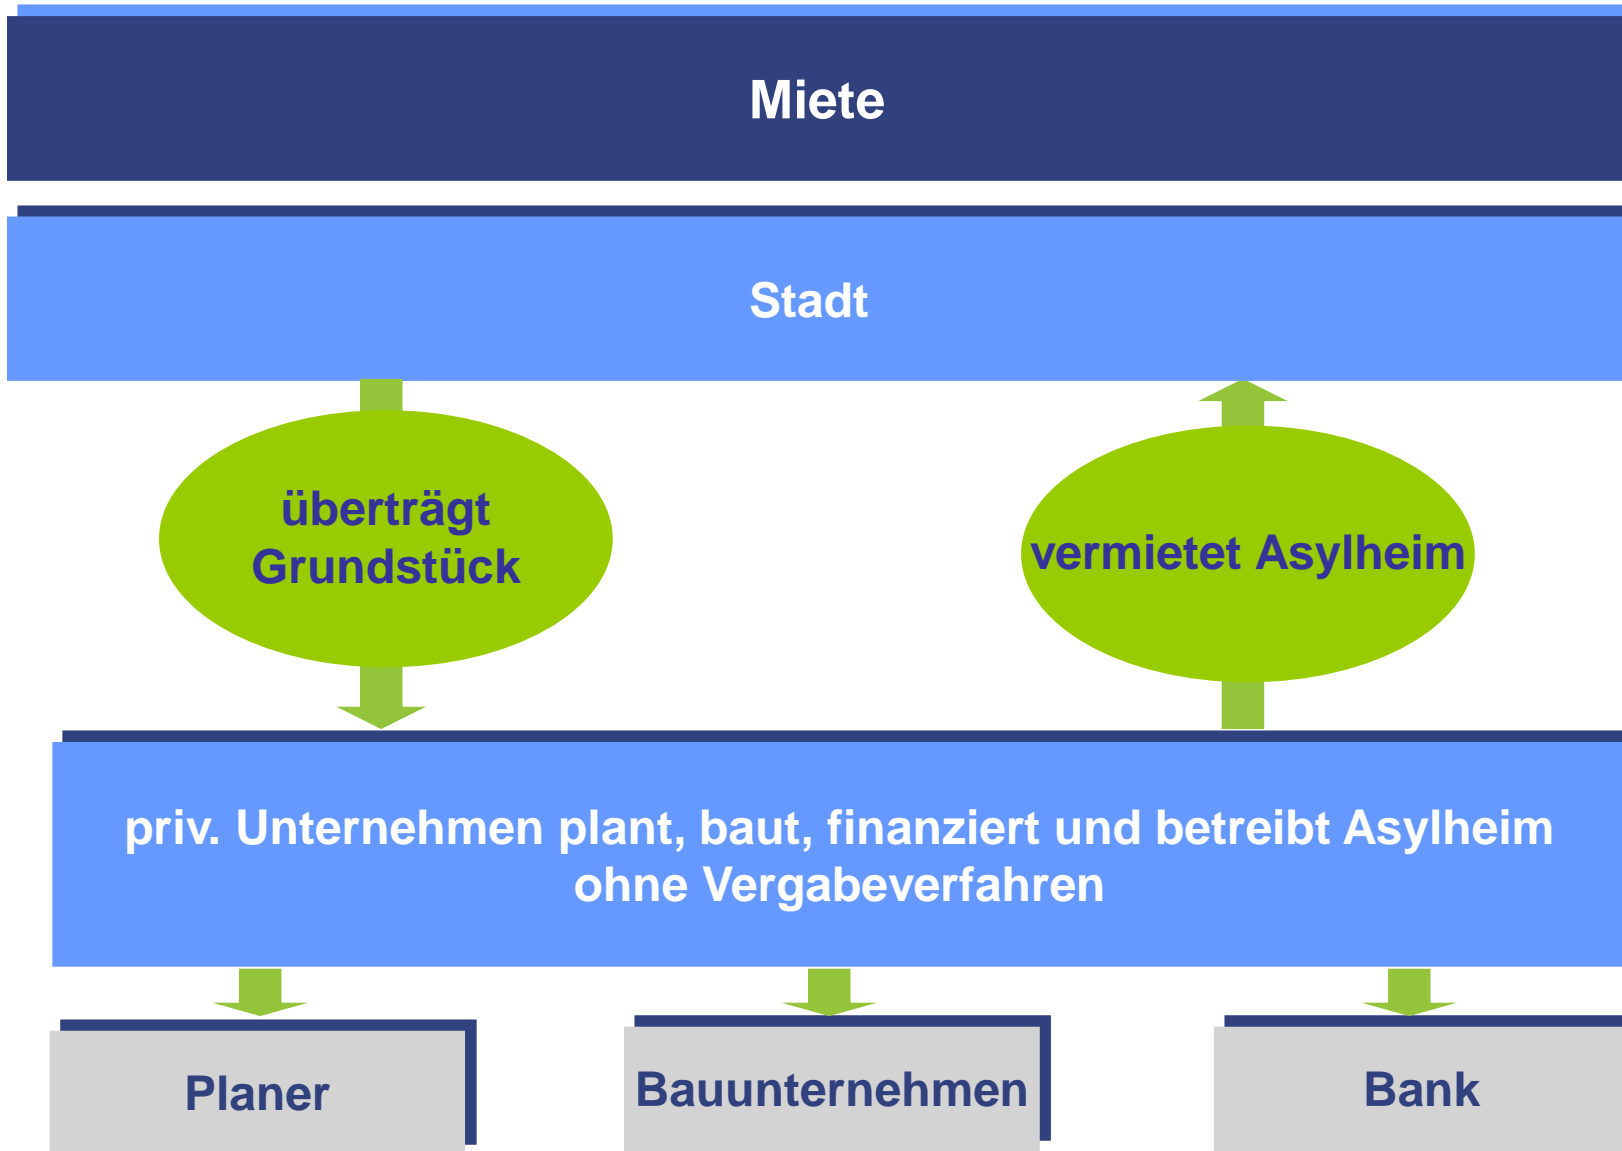 Miete
Stadt
überträgt
Grundstück
vermietet Asylheim
priv. Unternehmen plant, baut, finanziert und betreibt Asylheim
ohne Vergabeverfahren
Planer
Bauunternehmen
Bank